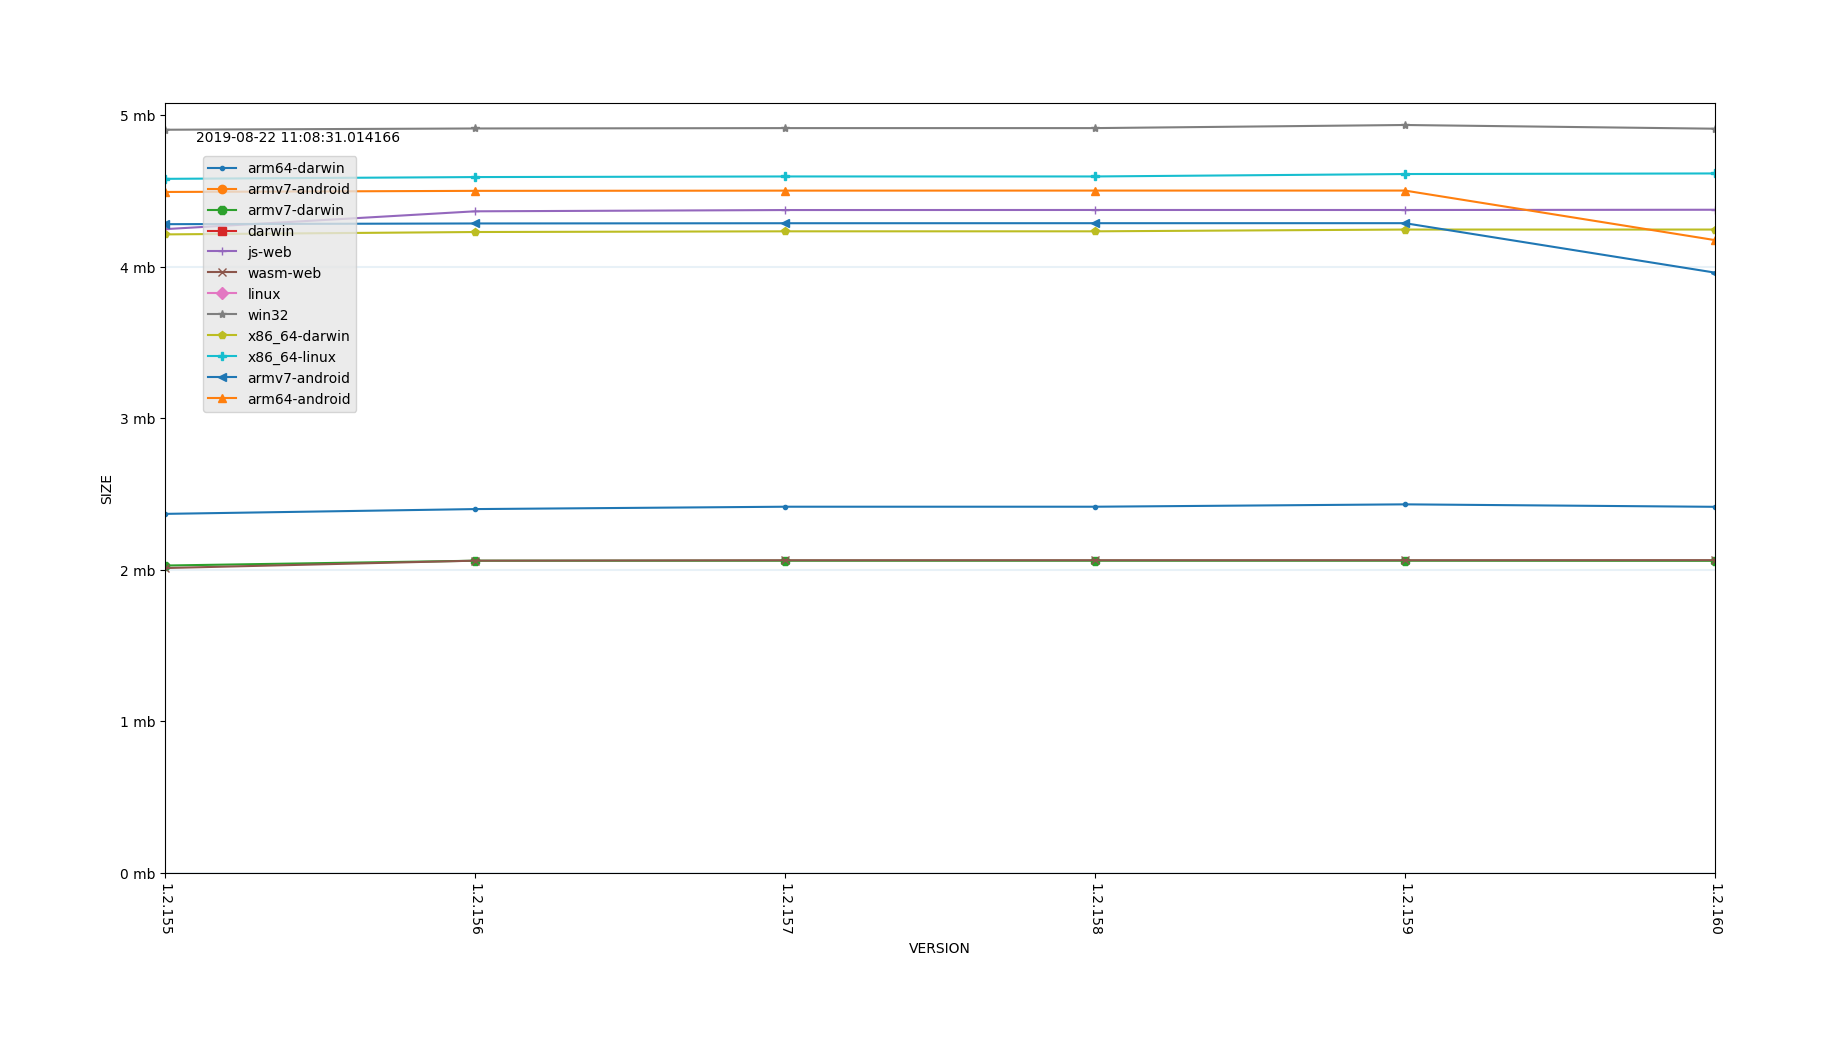 5 mb
2019-08-22 11:08:31.014166
arm64-darwin
armv7-android
armv7-darwin
darwin
js-web
wasm-web
linux
win32
x86_64-darwin
x86_64-linux
armv7-android
arm64-android
4 mb
3 mb
SIZE
2 mb
1 mb
0 mb
1.2.155
1.2.156
1.2.157
1.2.158
1.2.159
1.2.160
VERSION